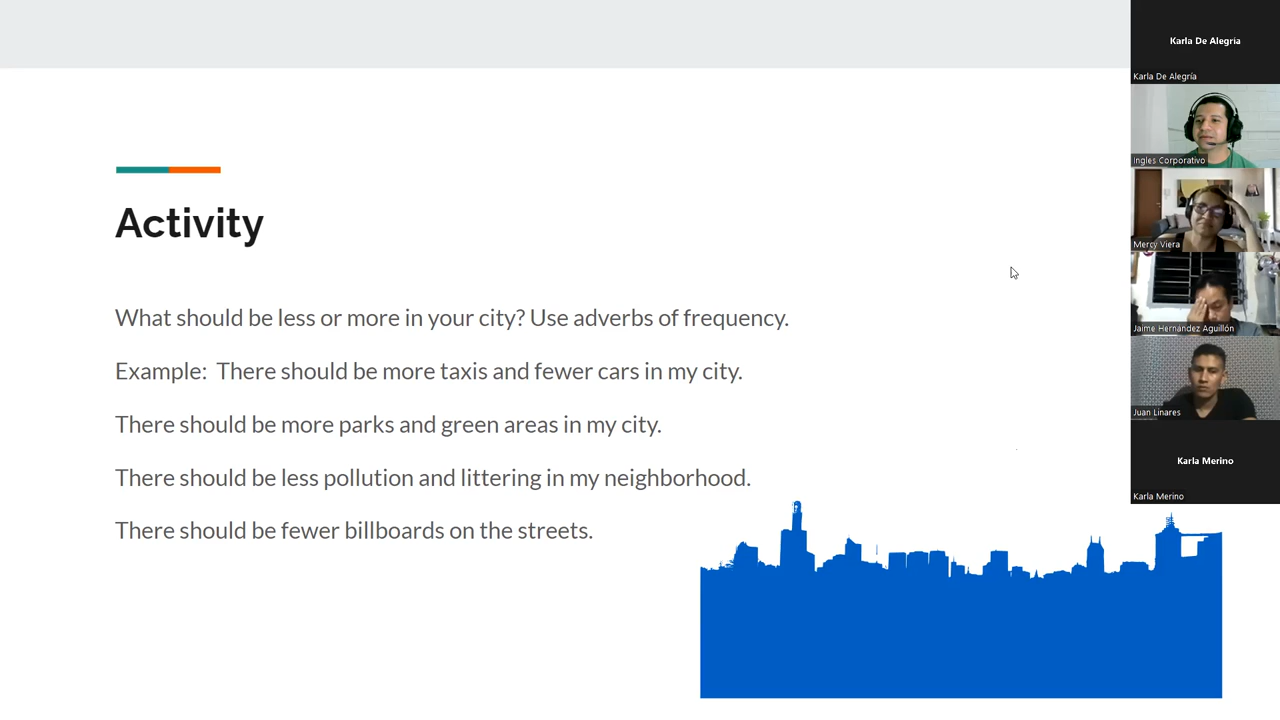 Activity
What should be less or more in your city? Use adverbs of frequency.
Example:  There should be more taxis and fewer cars in my city.
There should be more parks and green areas in my city.
There should be less pollution and littering in my neighborhood.
There should be fewer billboards on the streets.
Karla De Alegría
Karla De Alegría
Ingles Corporativo
Mercy Viera
Jaime Hernández Aguillón
Juan Linares
Karla Merino
Karla Merino